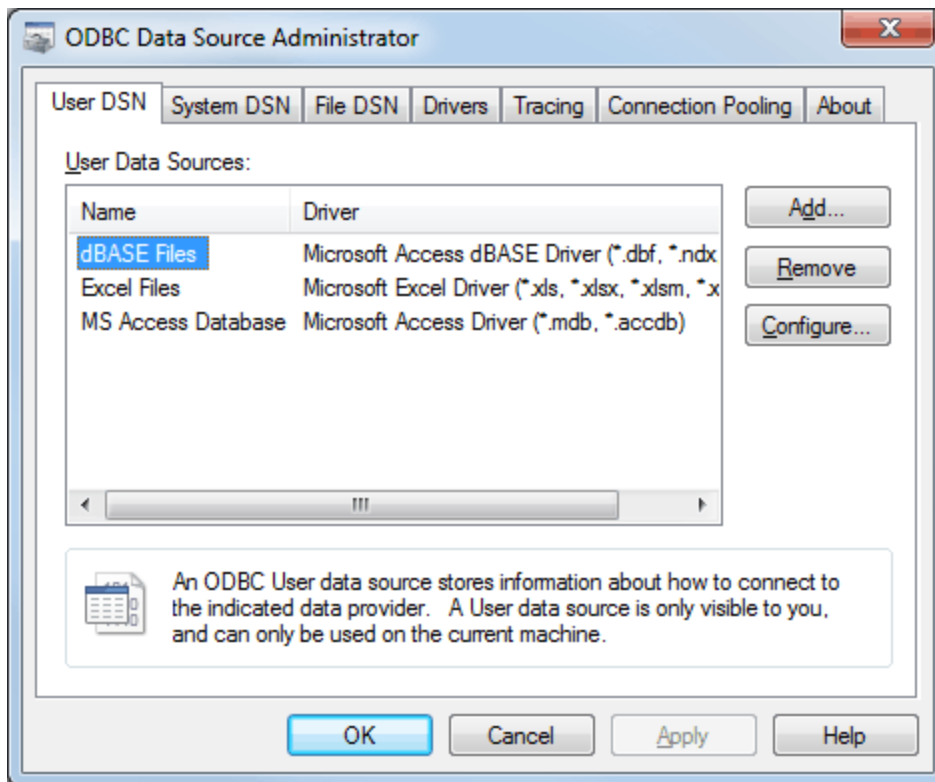 ODBC Data Source Administrator
User DSN System DSN File DSN Drivers Tracing Connection Pooling About
User Data Sources:
Name Driver
dBASE Files Microsoft Access dBASE Driver (*.dbf, *.ndx
Excel Files Microsoft Excel Driver (*.xls, *.xlsx, *.xlsm, *.x
MS Access Database Microsoft Access Driver (*.mdb, *.accdb)
Add...
Remove
Configure...
An ODBC User data source stores information about how to connect to
the indicated data provider. A User data source is only visible to you,
and can only be used on the current machine.
OK Cancel Apply Help